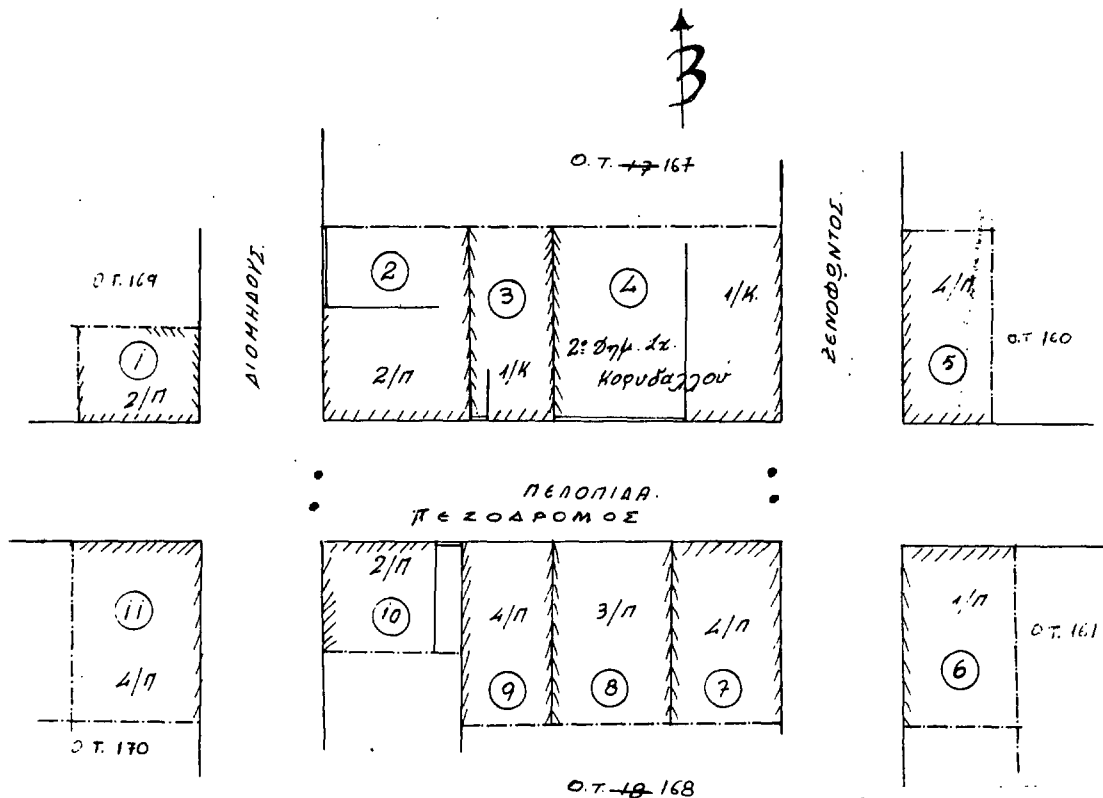 Β
Ο.Τ. 17 167
ΔΙΟΜΗΔΟΥΣ.
ΞΕΝΟΦΩΝΤΟΣ.
Ο.Τ. 169
1
2/Π
2
2/Π
3
1/Κ
4
1/Κ.
2ο Δημ. Σχ.
Κορυδαλλού
4/Π
5
Ο.Τ. 160
ΠΕΛΟΠΙΔΑ.
ΠΕΖΟΔΡΟΜΟΣ
11
4/Π
Ο.Τ. 170
2/Π
10
4/Π
9
3/Π
8
4/Π
7
1/Π
6
Ο.Τ. 161
Ο.Τ. 18 168